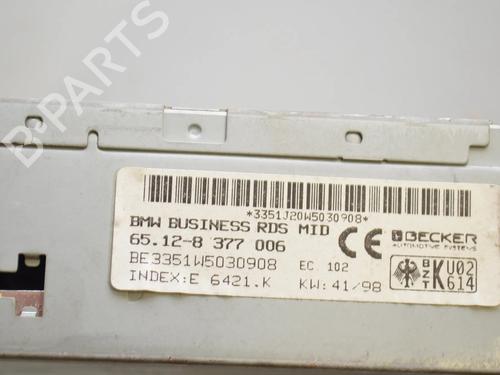 B-PARTS
*3351J20W5030908*
BMW BUSINESS RDS MID
65.12-8 377 006
BE3351W5030908
EC 102
INDEX:E 6421.K
KW: 41/98
CE
BECKER
AUTOMOTIVE SYSTEMS
BZT
K U02
614